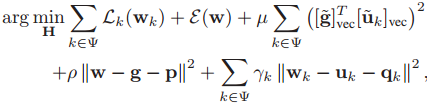 \arg\min_{\mathbf{H}} \sum_{k\in\Psi} \mathcal{L}_k(\mathbf{w}_k) + \mathcal{E}(\mathbf{w}) + \mu \sum_{k\in\Psi} \left([\tilde{\mathbf{g}}]_{\text{vec}}^T [\tilde{\mathbf{u}}_k]_{\text{vec}}\right)^2
+\rho \left\|\mathbf{w} - \mathbf{g} - \mathbf{p}\right\|^2 + \sum_{k\in\Psi} \gamma_k \left\|\mathbf{w}_k - \mathbf{u}_k - \mathbf{q}_k\right\|^2,